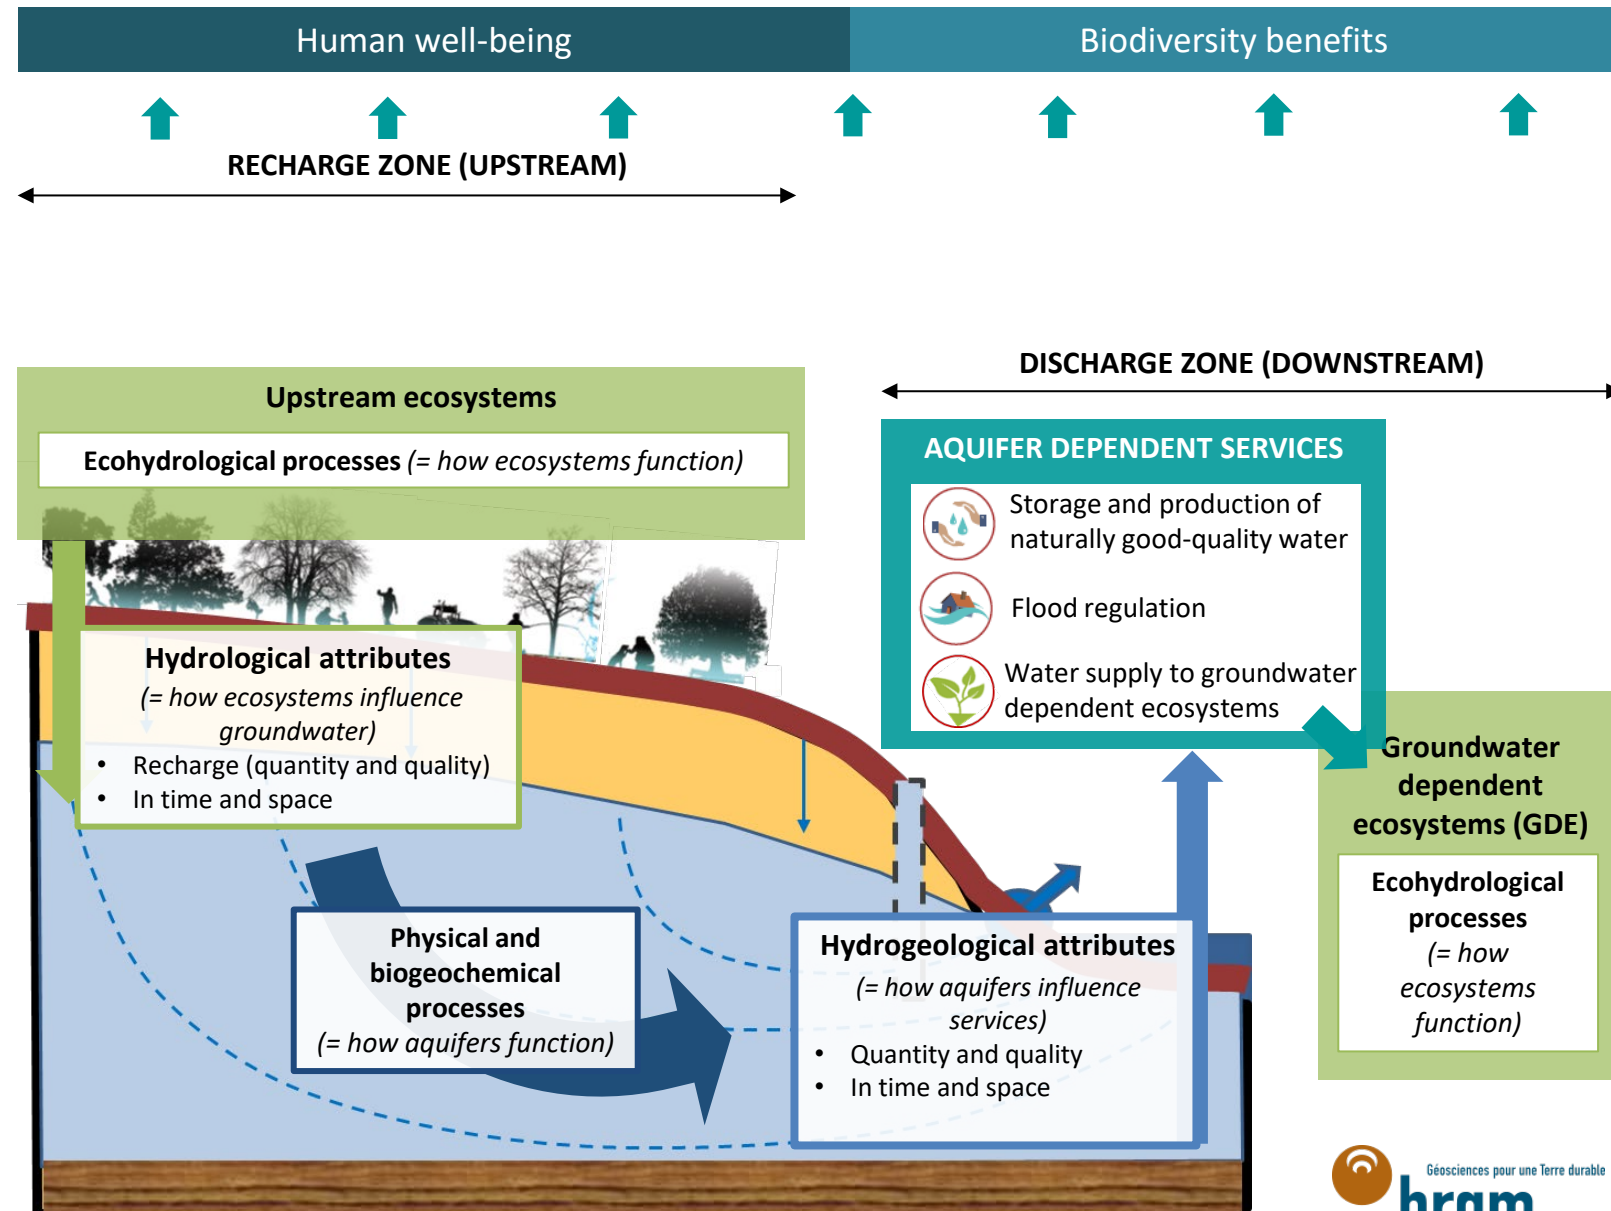 Human well-being
Biodiversity benefits
RECHARGE ZONE (UPSTREAM)
DISCHARGE ZONE (DOWNSTREAM)
Upstream ecosystems
Ecohydrological processes (= how ecosystems function)
AQUIFER DEPENDENT SERVICES
Storage and production of
naturally good-quality water
Flood regulation
Water supply to groundwater
dependent ecosystems
Hydrological attributes
(= how ecosystems influence
groundwater)
• Recharge (quantity and quality)
• In time and space
Groundwater
dependent
ecosystems (GDE)
Ecohydrological
processes
(= how
ecosystems
function)
Physical and
biogeochemical
processes
(= how aquifers function)
Hydrogeological attributes
(= how aquifers influence
services)
• Quantity and quality
• In time and space
Géosciences pour une Terre durable
brgm